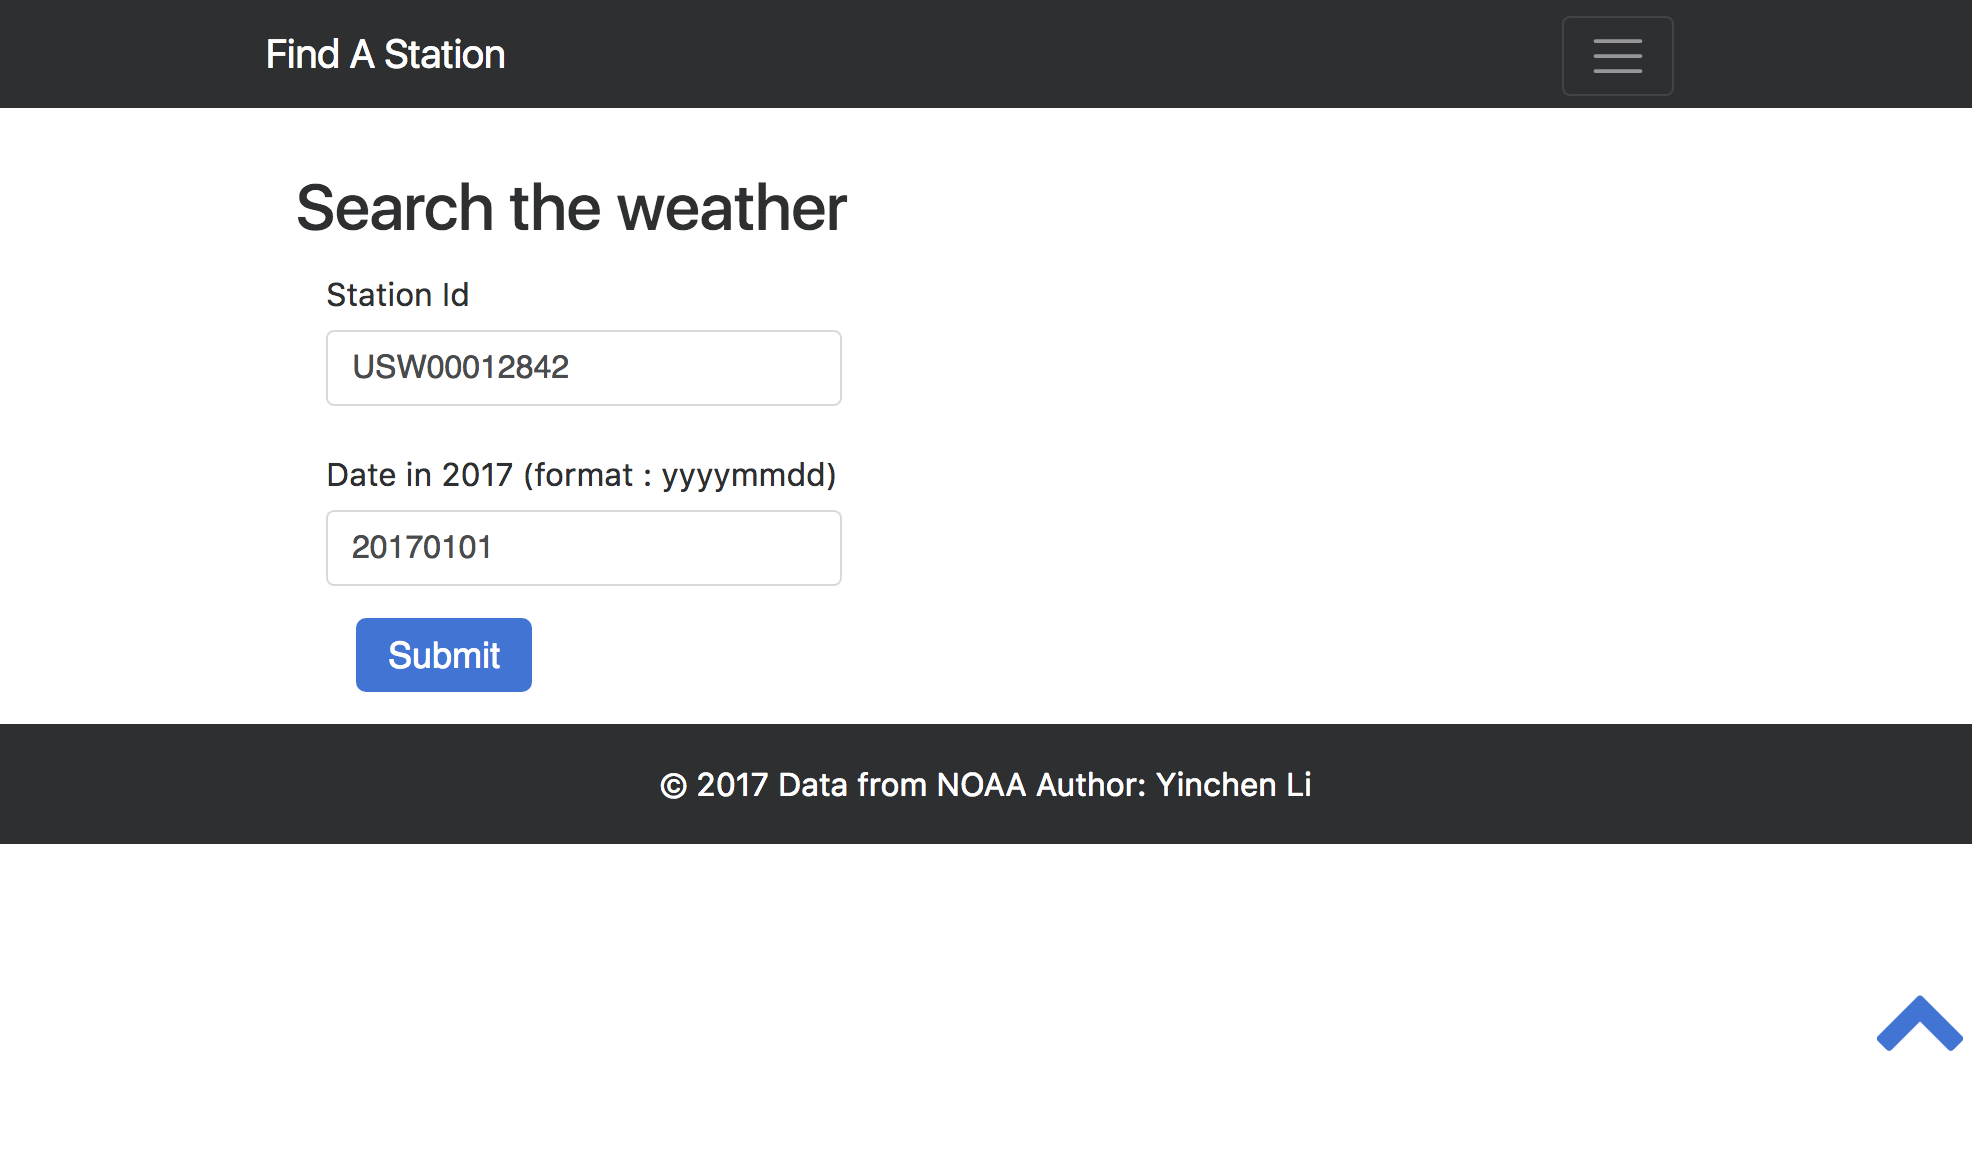 Find A Station
Search the weather
Station Id
USW00012842
Date in 2017 (format : yyyymmdd)
20170101
Submit
© 2017 Data from NOAA Author: Yinchen Li